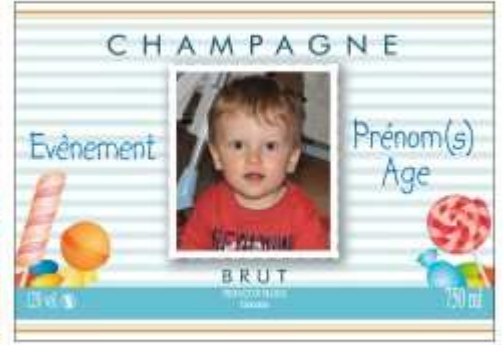 CHAMPAGNE
Evènement
Prénom(s)
Age
BRUT
750 ml